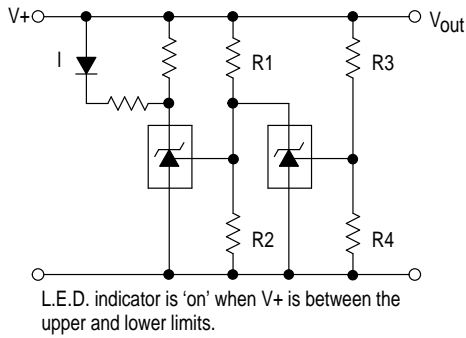 V+
Vout
I
R1
R3
R2
R4
L.E.D. indicator is ‘on’ when V+ is between the
upper and lower limits.